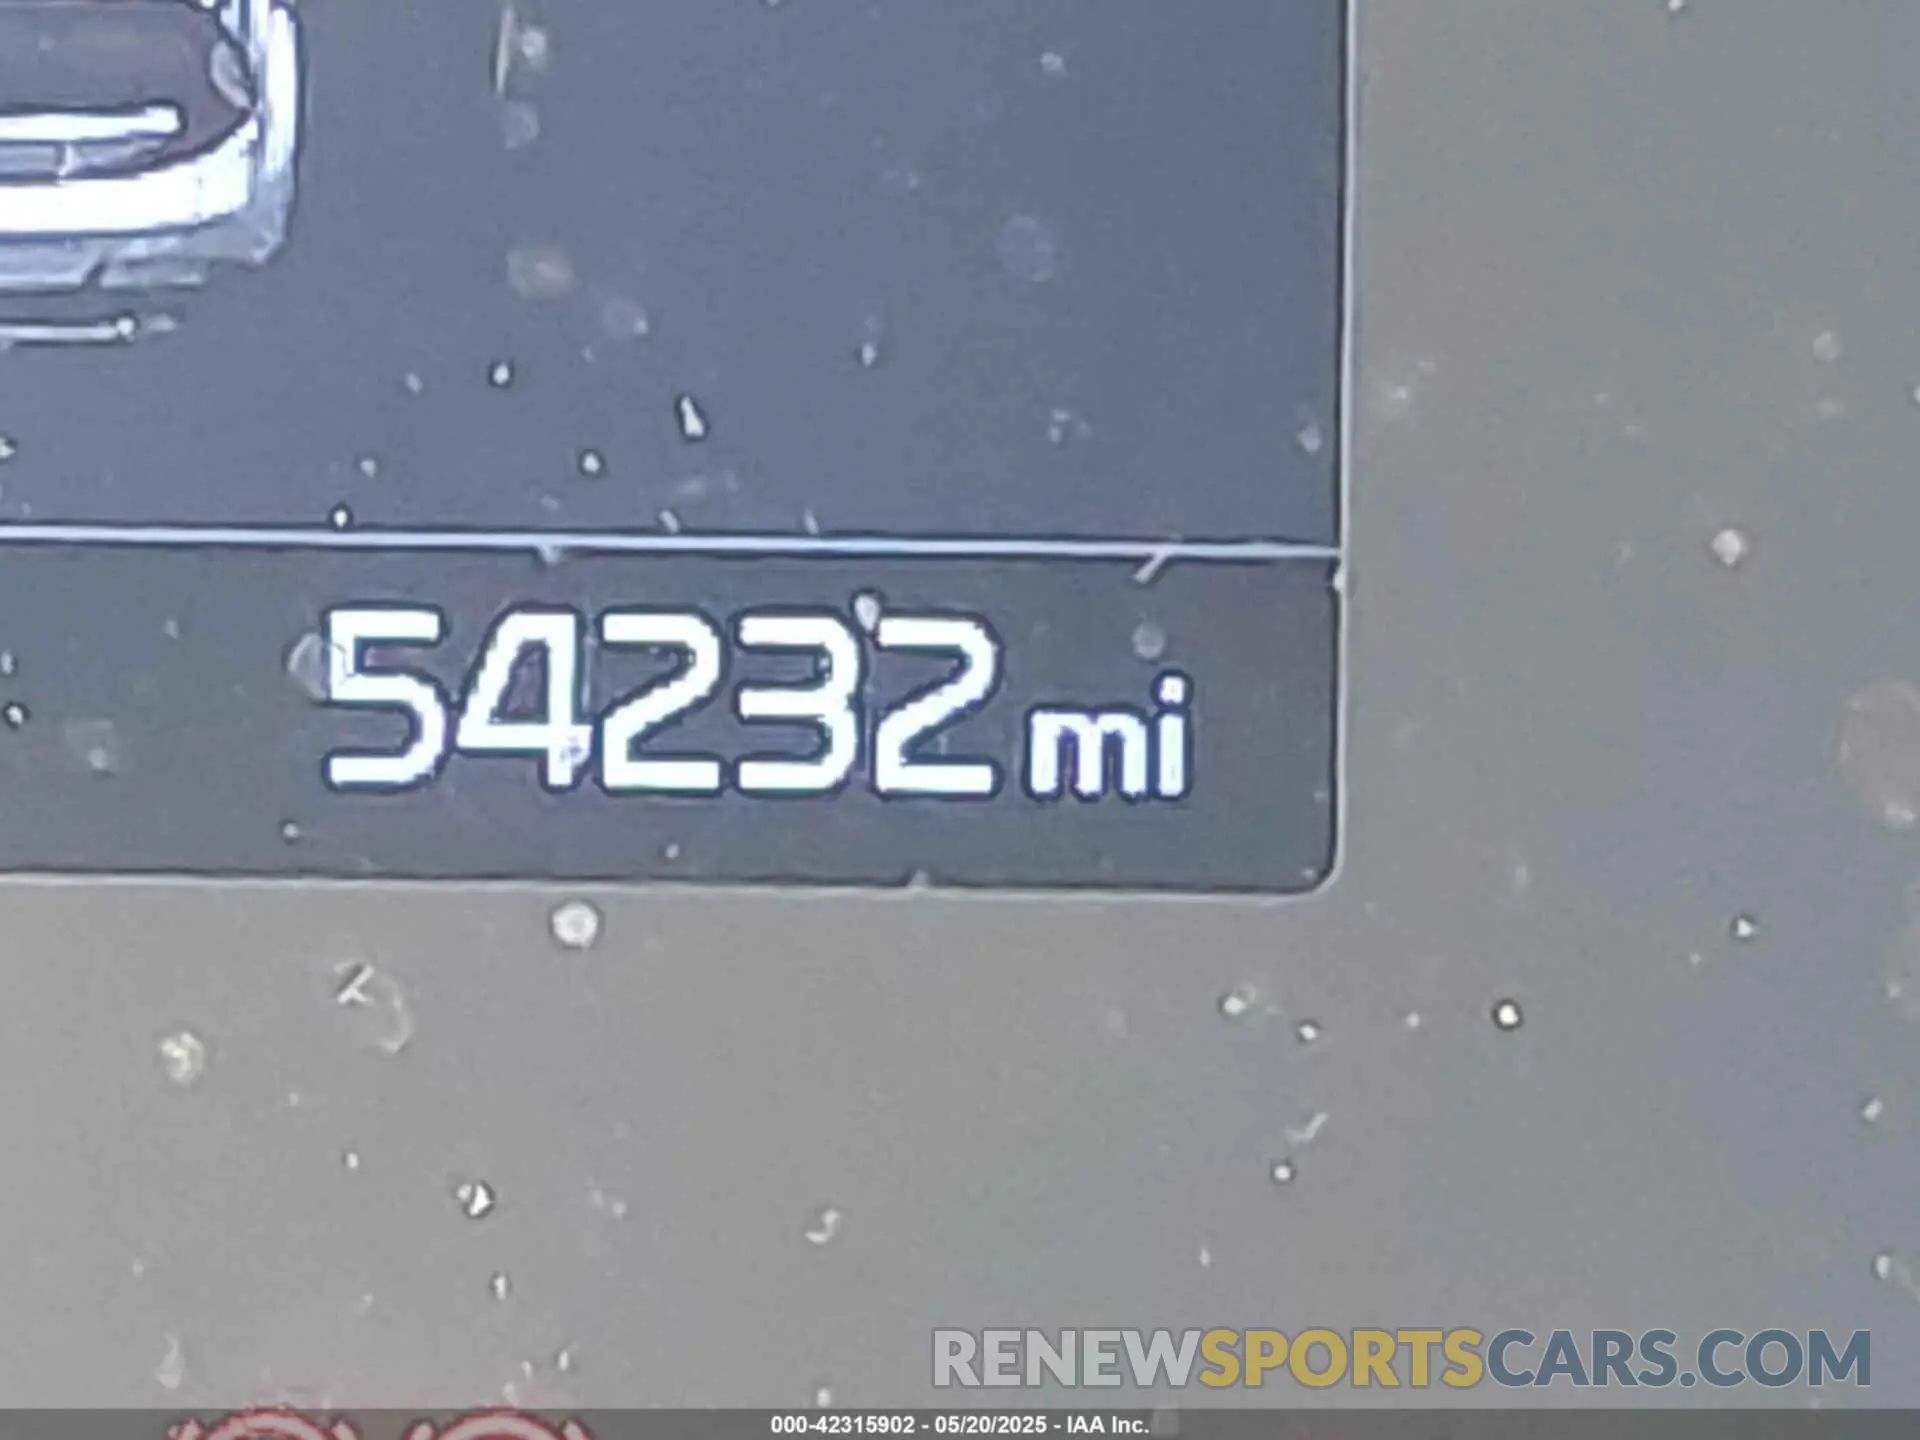 54232 mi
RENEWSPORTSCARS.COM
000-42315902 - 05/20/2025 - IAA Inc.